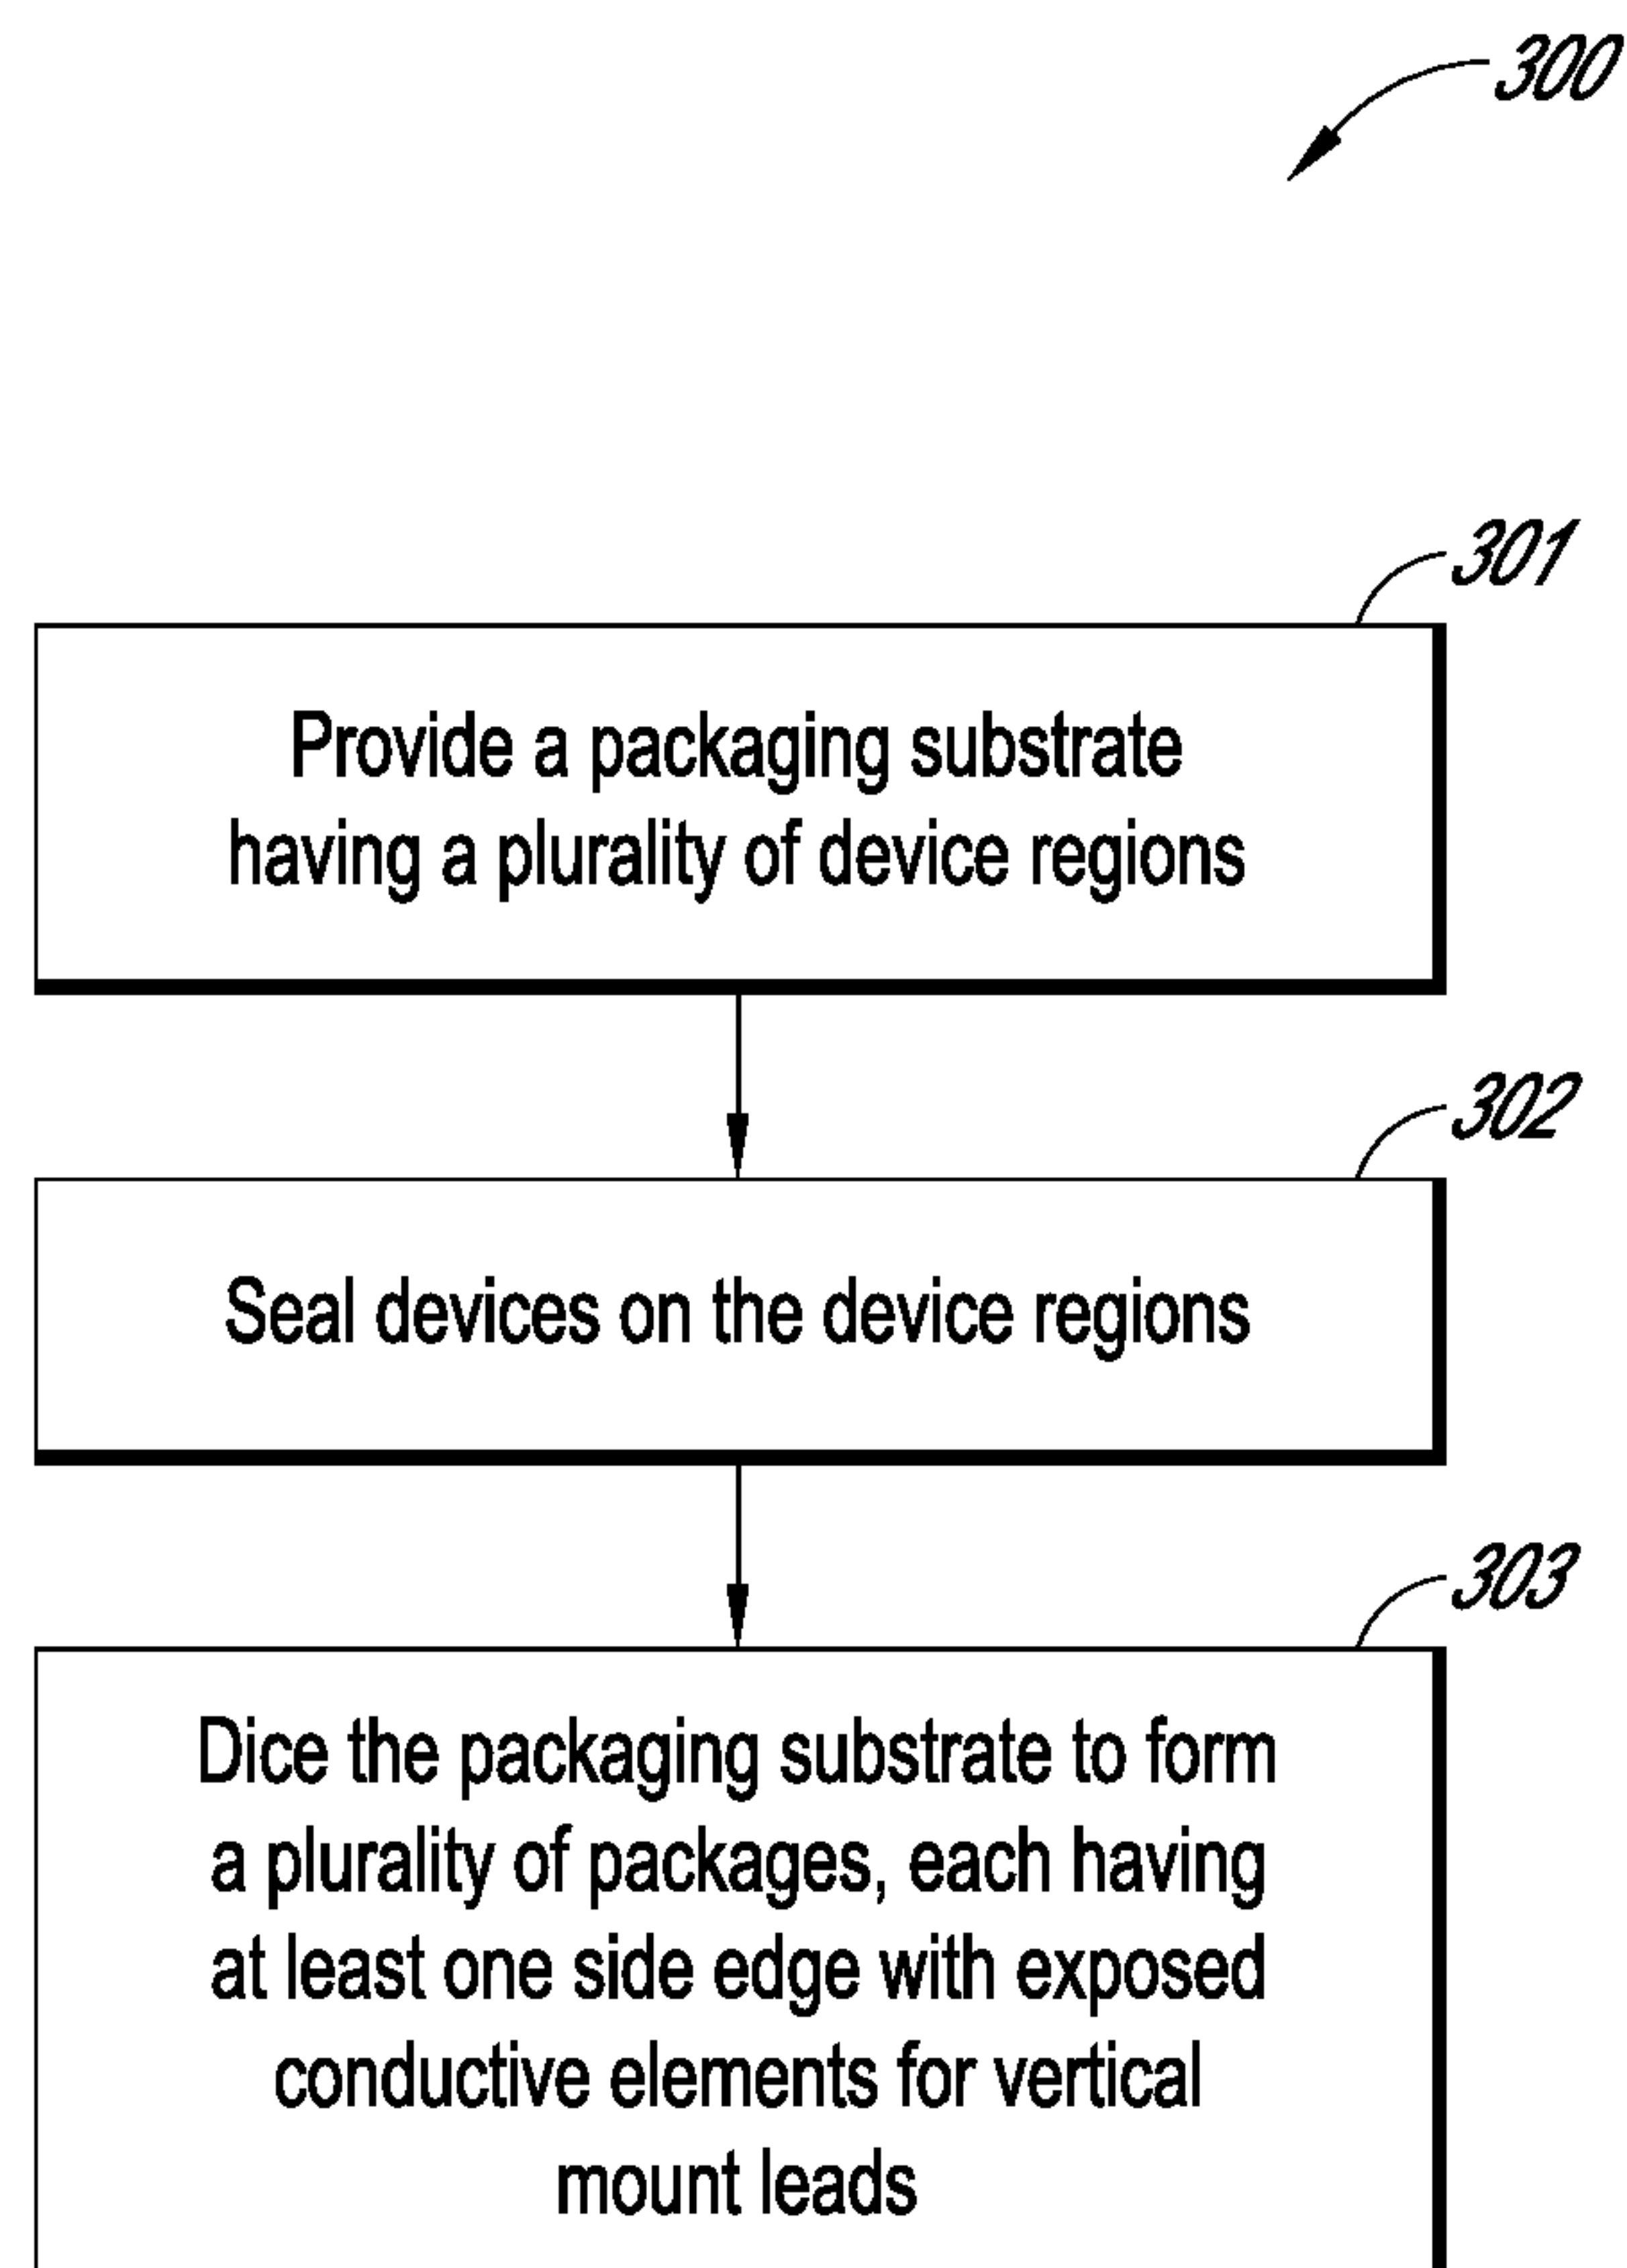 300
301
Provide a packaging substrate
having a plurality of device regions
302
Seal devices on the device regions
303
Dice the packaging substrate to form
a plurality of packages, each having
at least one side edge with exposed
conductive elements for vertical
mount leads